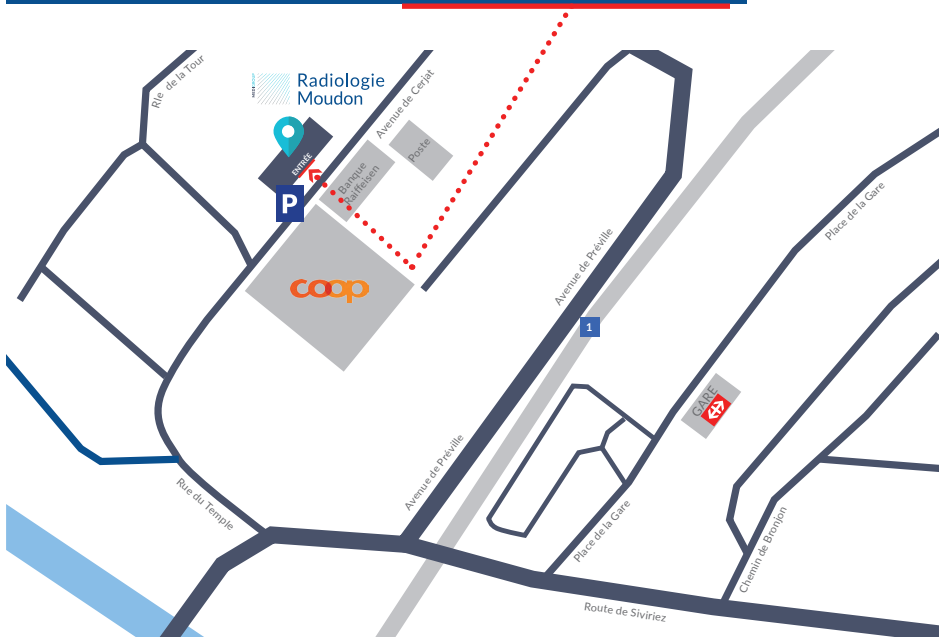 Rle de la Tour
Radiologie
Moudon
Avenue de Cerjat
ENTRÉE
Poste
Banque
Raiffeisen
P
coop
Place de la Gare
Avenue de Préville
1
GARE
Avenue de Préville
Rue du Temple
Place de la Gare
Chemin de Bronjon
Route de Siviriez